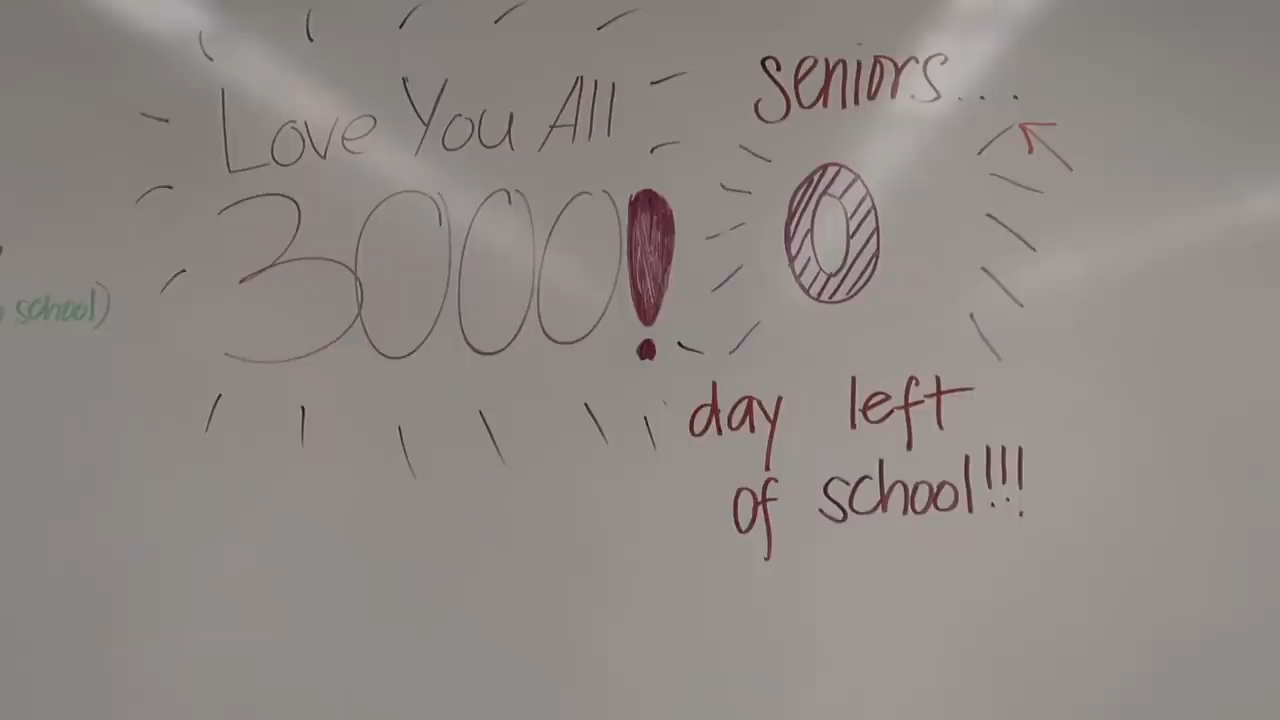 Love You All
3000!
seniors...
0
day left
of school!!!
school)